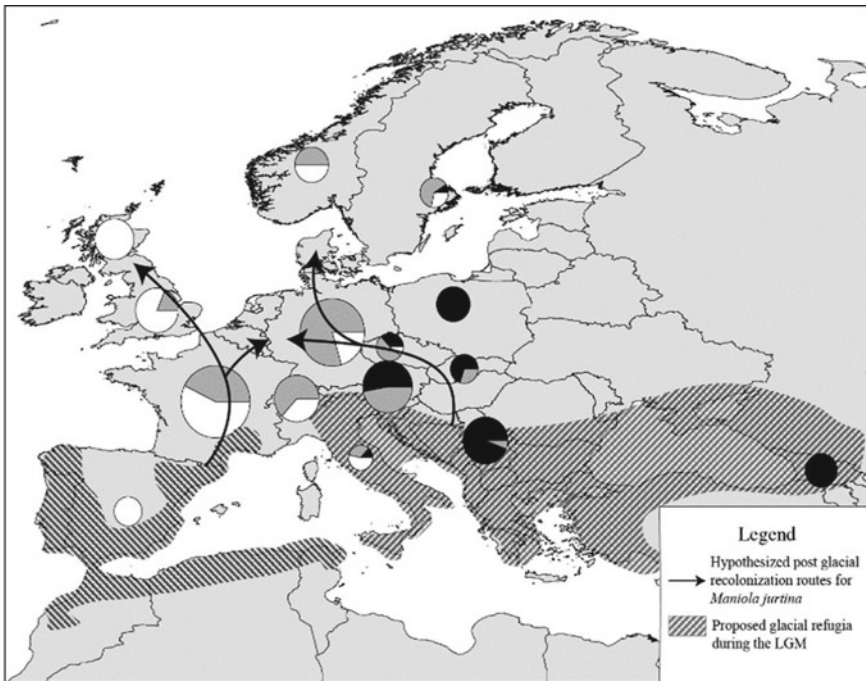 Legend
Hypothesized post glacial
recolonization routes for
Maniola jurtina
Proposed glacial refugia
during the LGM